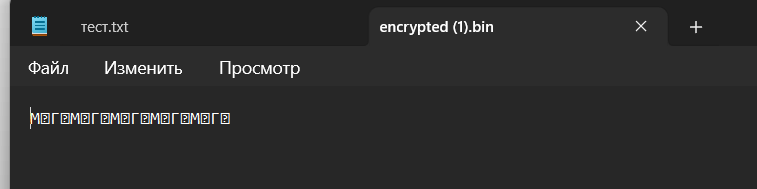 тест.txt
encrypted (1).bin
Файл Изменить Просмотр
М�Г�М�Г�М�Г�М�Г�М�Г�